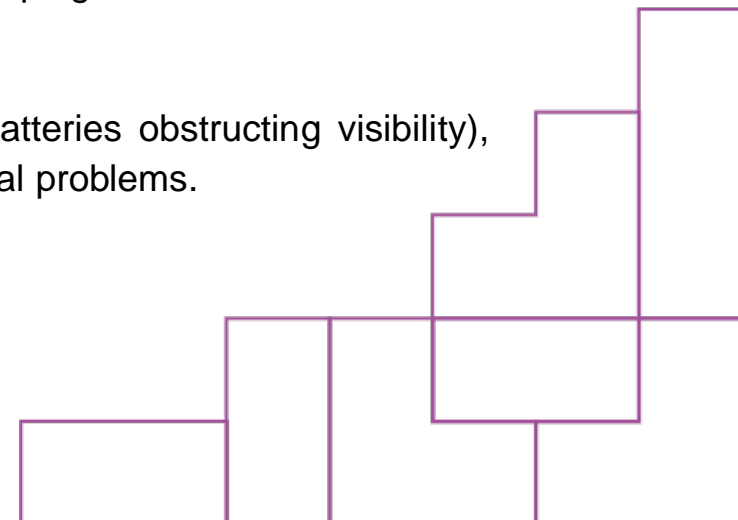 atteries obstructing visibility),
al problems.